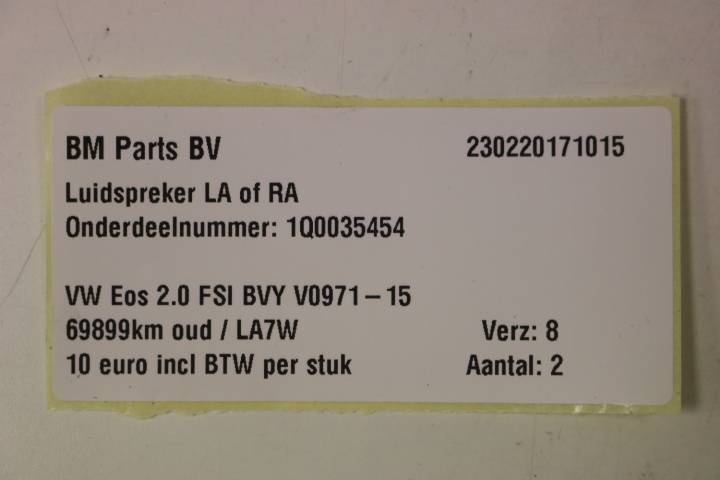 BM Parts BV 230220171015
Luidspreker LA of RA
Onderdeelnummer: 1Q0035454
VW Eos 2.0 FSI BVY V0971-15
69899km oud / LA7W Verz: 8
10 euro incl BTW per stuk Aantal: 2